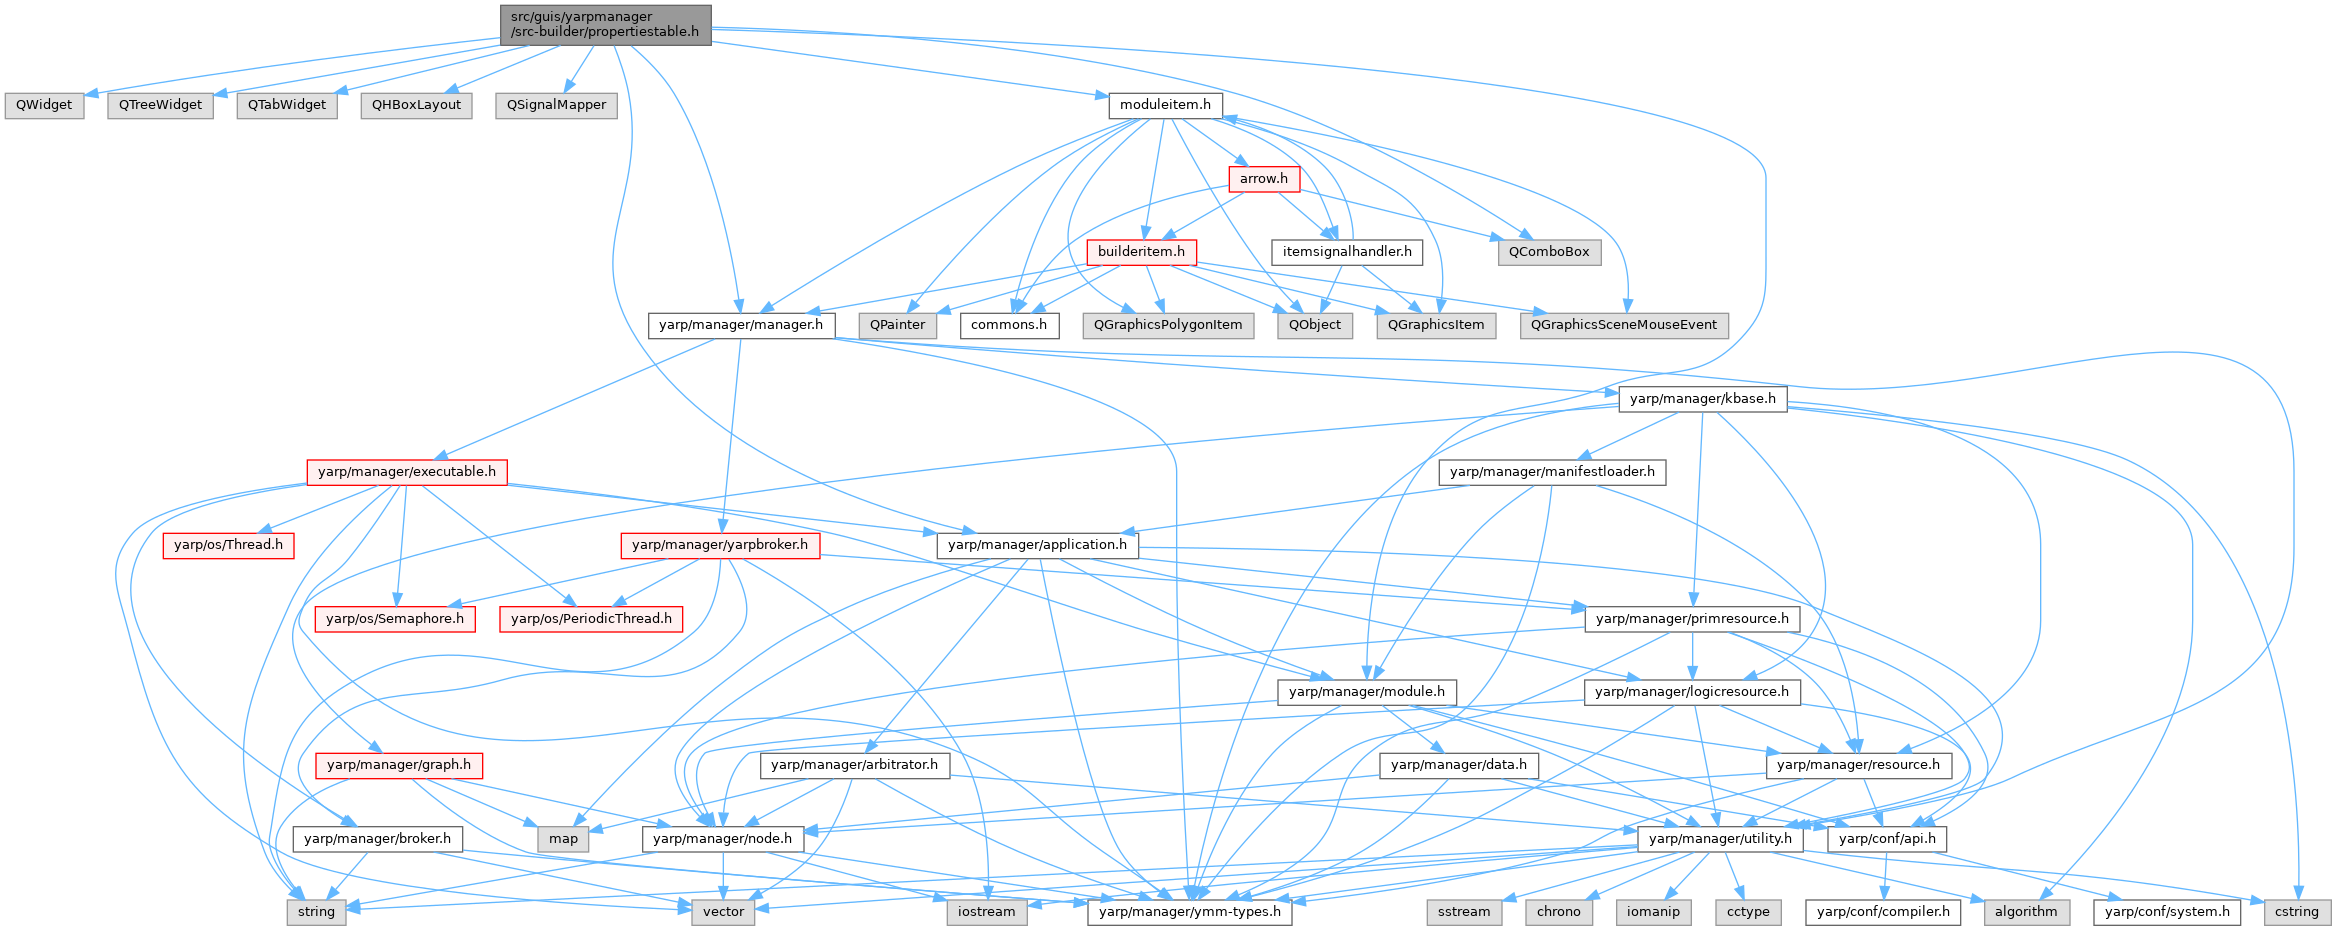 src/guis/yarpmanager
/src-builder/propertiestable.h
QWidget
QTreeWidget
QTabWidget
QHBoxLayout
QSignalMapper
moduleitem.h
arrow.h
builderitem.h
itemsignalhandler.h
QComboBox
yarp/manager/manager.h
QPainter
commons.h
QGraphicsPolygonItem
QObject
QGraphicsItem
QGraphicsSceneMouseEvent
yarp/manager/kbase.h
yarp/manager/executable.h
yarp/manager/manifestloader.h
yarp/os/Thread.h
yarp/manager/yarpbroker.h
yarp/manager/application.h
yarp/os/Semaphore.h
yarp/os/PeriodicThread.h
yarp/manager/primresource.h
yarp/manager/module.h
yarp/manager/logicresource.h
yarp/manager/graph.h
yarp/manager/arbitrator.h
yarp/manager/data.h
yarp/manager/resource.h
yarp/manager/broker.h
map
yarp/manager/node.h
yarp/manager/utility.h
yarp/conf/api.h
string
vector
iostream
yarp/manager/ymm-types.h
sstream
chrono
iomanip
cctype
yarp/conf/compiler.h
algorithm
yarp/conf/system.h
cstring